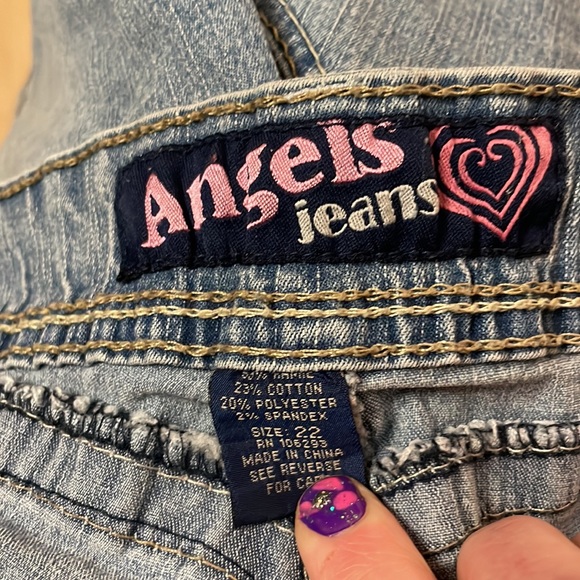 Angels
jeans
RAMIE
23% COTTON
20% POLYESTER
2% SPANDEX
SIZE: 22
RN 106293
MADE IN CHINA
SEE REVERSE
FOR CARE